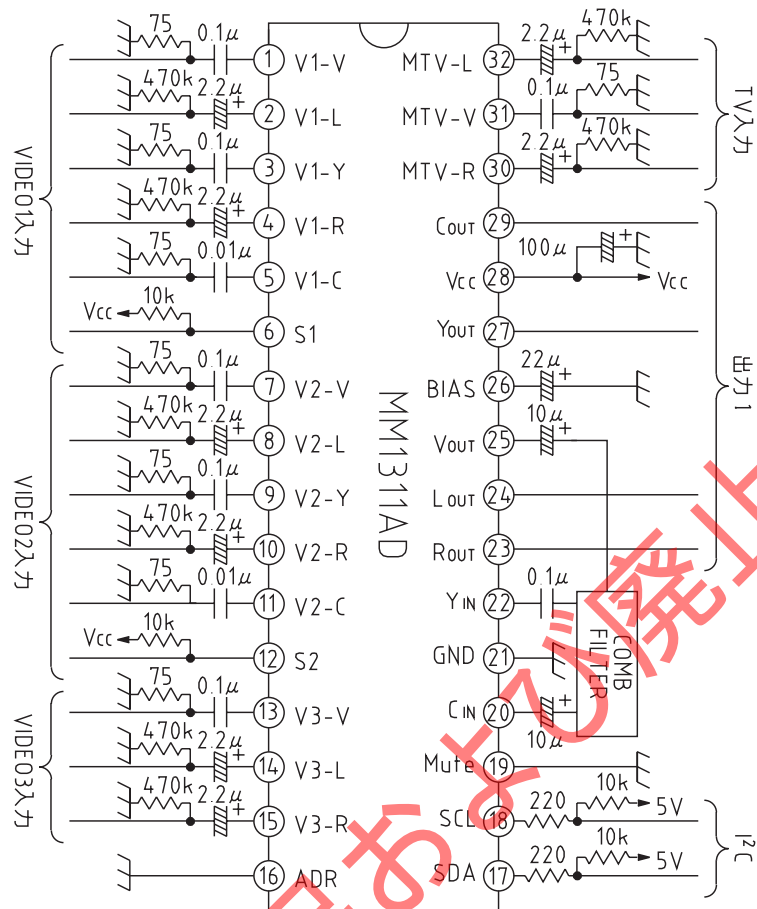 75 0.1μ 1 V1-V
470k 2.2μ + 2 V1-L
75 0.1μ 3 V1-Y
470k 2.2μ + 4 V1-R
75 0.01μ 5 V1-C
Vcc 10k 6 S1
VIDEO1入力
75 0.1μ 7 V2-V
470k 2.2μ + 8 V2-L
75 0.1μ 9 V2-Y
470k 2.2μ + 10 V2-R
75 0.01μ 11 V2-C
Vcc 10k 12 S2
VIDEO2入力
75 0.1μ 13 V3-V
470k 2.2μ + 14 V3-L
470k 2.2μ + 15 V3-R
VIDEO3入力
16 ADR
MM1311AD
MTV-L 32 2.2μ + 470k
MTV-V 31 0.1μ 75
MTV-R 30 2.2μ + 470k
TV入力
COUT 29
Vcc 28 100μ + Vcc
YOUT 27
BIAS 26 22μ +
VOUT 25 10μ +
LOUT 24
ROUT 23
出力1
YIN 22 0.1μ
GND 21
CIN 20 10μ +
COMB
FILTER
Mute 19
SCL 18 220 10k 5V
SDA 17 220 10k 5V
I²C
および廃止